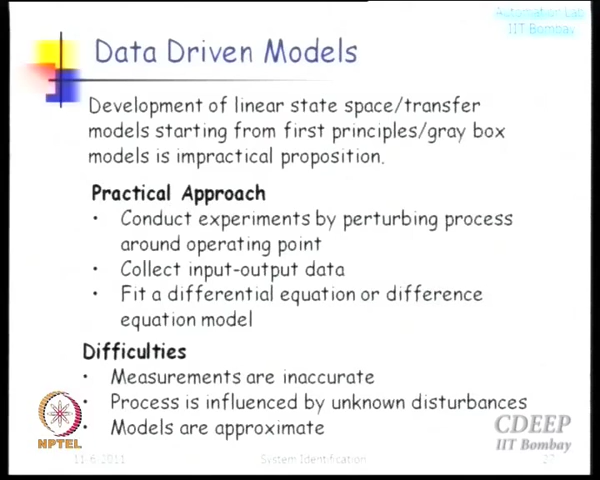 Automation Lab
IIT Bombay
Data Driven Models
Development of linear state space/transfer
models starting from first principles/gray box
models is impractical proposition.
Practical Approach
• Conduct experiments by perturbing process
around operating point
• Collect input-output data
• Fit a differential equation or difference
equation model
Difficulties
• Measurements are inaccurate
• Process is influenced by unknown disturbances
• Models are approximate
NPTEL
CDEEP
IIT Bombay
11.6.2011 System Identification 27